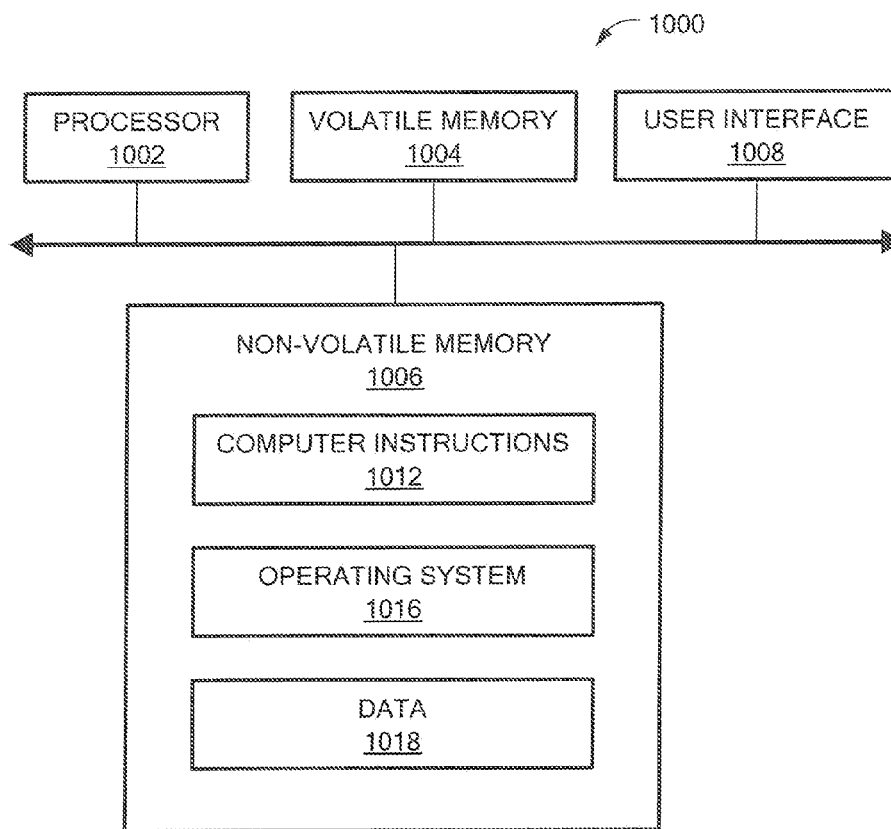 1000
PROCESSOR
1002
VOLATILE MEMORY
1004
USER INTERFACE
1008
NON-VOLATILE MEMORY
1006
COMPUTER INSTRUCTIONS
1012
OPERATING SYSTEM
1016
DATA
1018